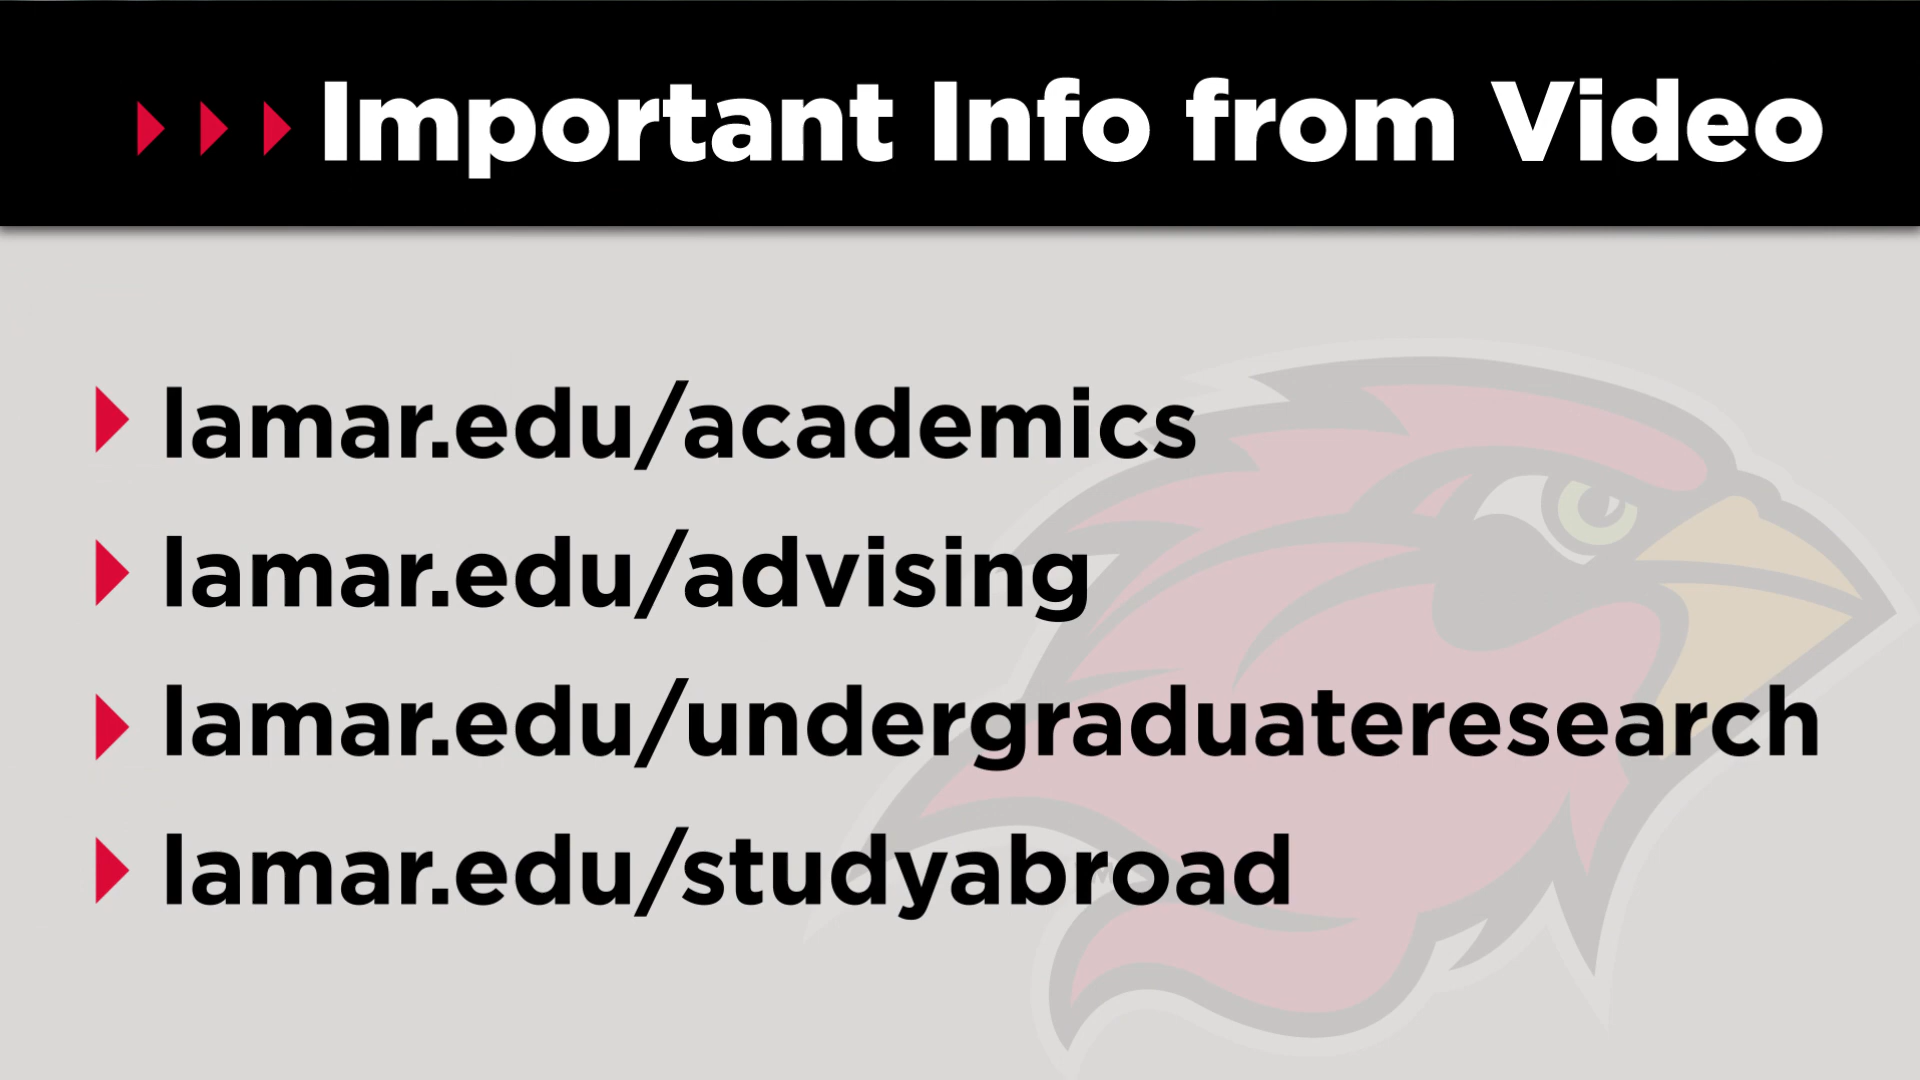 Important Info from Video
lamar.edu/academics
lamar.edu/advising
lamar.edu/undergraduateresearch
lamar.edu/studyabroad